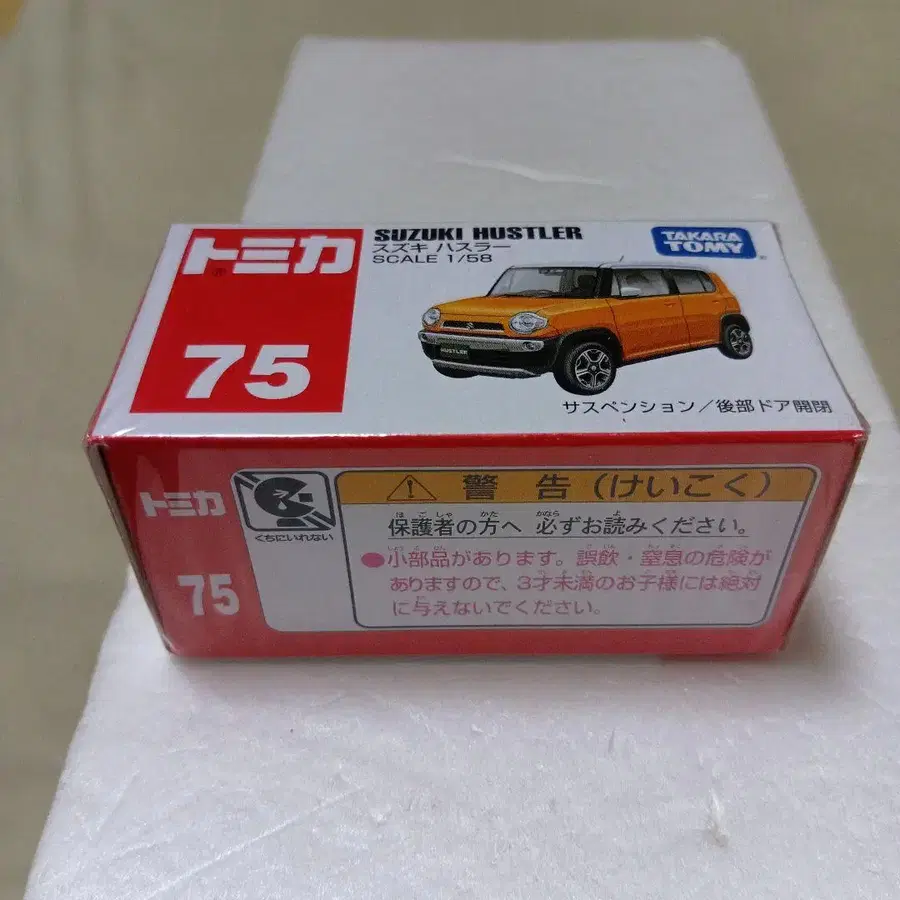 トミカ
75
SUZUKI HUSTLER
スズキ ハスラー
SCALE 1/58
TAKARA
TOMY
HUSTLER
サスペンション/後部ドア開閉
トミカ
75
くちにいれない
警告(けいこく)
保護者の方へ 必ずお読みください。
●小部品があります。誤飲・窒息の危険が
ありますので、3才未満のお子様には絶対
に与えないでください。